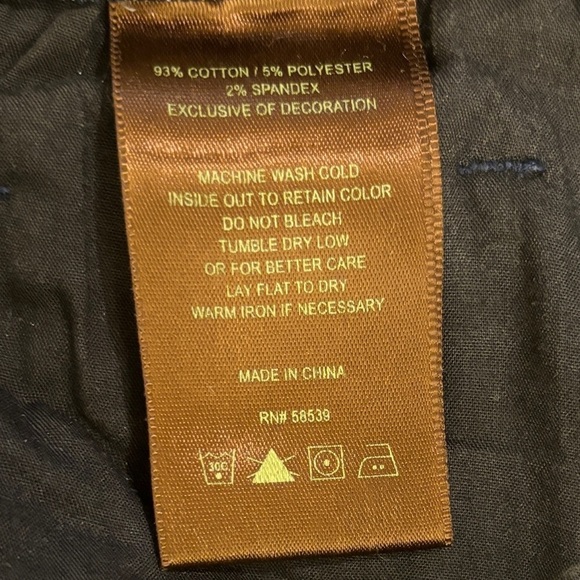 93% COTTON / 5% POLYESTER
2% SPANDEX
EXCLUSIVE OF DECORATION
MACHINE WASH COLD
INSIDE OUT TO RETAIN COLOR
DO NOT BLEACH
TUMBLE DRY LOW
OR FOR BETTER CARE
LAY FLAT TO DRY
WARM IRON IF NECESSARY
MADE IN CHINA
RN# 58539
30C